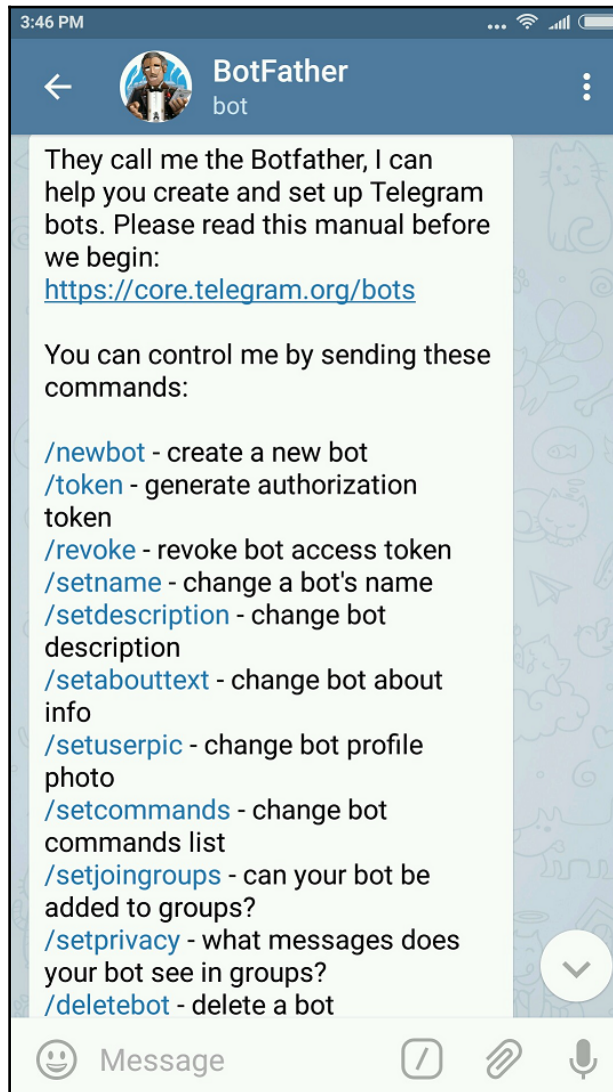 3:46 PM
BotFather
bot
They call me the Botfather, I can
help you create and set up Telegram
bots. Please read this manual before
we begin:
https://core.telegram.org/bots
You can control me by sending these
commands:
/newbot - create a new bot
/token - generate authorization
token
/revoke - revoke bot access token
/setname - change a bot's name
/setdescription - change bot
description
/setabouttext - change bot about
info
/setuserpic - change bot profile
photo
/setcommands - change bot
commands list
/setjoingroups - can your bot be
added to groups?
/setprivacy - what messages does
your bot see in groups?
/deletebot - delete a bot
Message